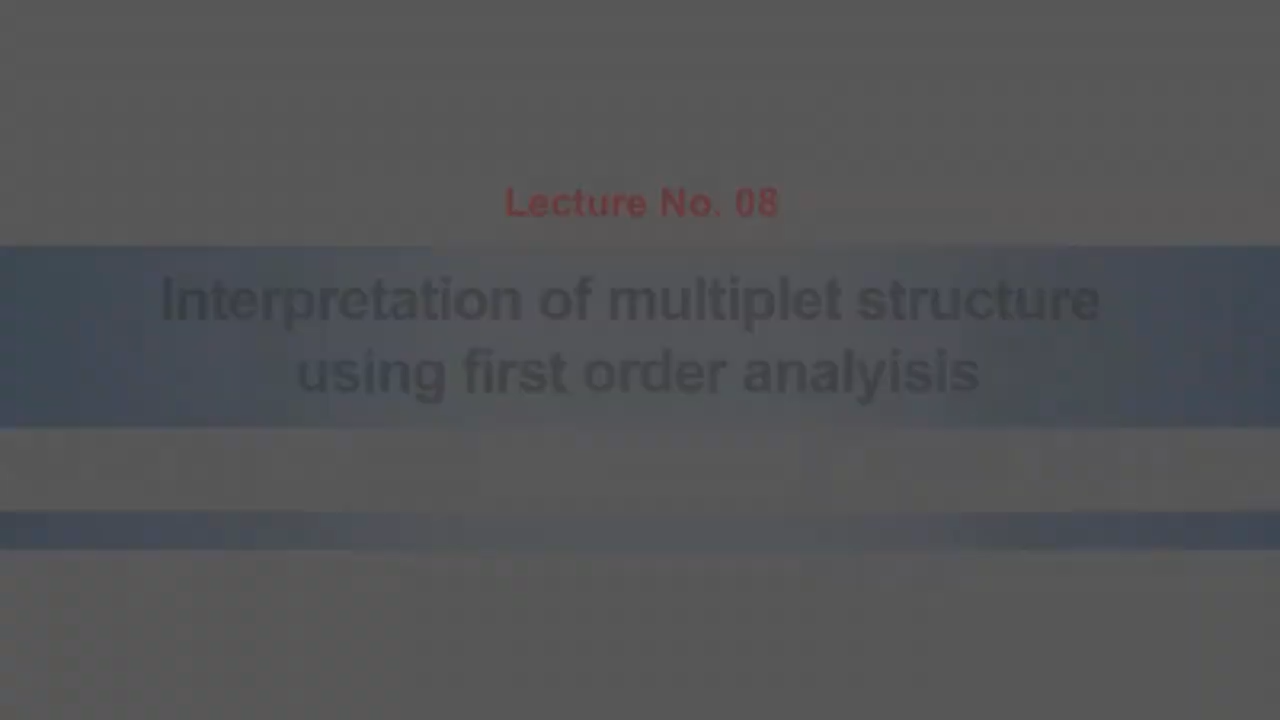 Lecture No. 08
Interpretation of multiplet structure
using first order analyisis